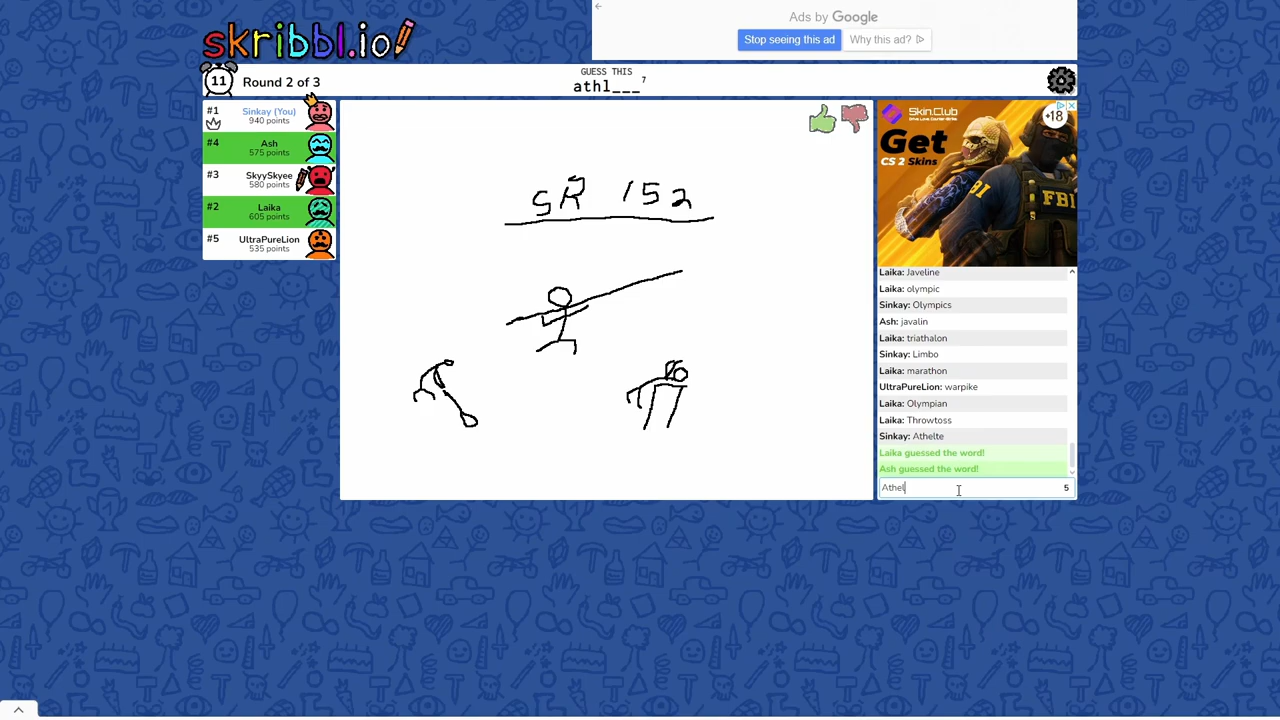 skribbl.io
Ads by Google
Stop seeing this ad
Why this ad?
11
Round 2 of 3
GUESS THIS
athl___ 7
#1
Sinkay (You)
940 points
#4
Ash
575 points
#3
SkyySkyee
580 points
#2
Laika
605 points
#5
UltraPureLion
535 points
SR 152
Skin.Club
+18
Get
CS 2 Skins
FBI
Laika: Javeline
Laika: olympic
Sinkay: Olympics
Ash: javalin
Laika: triathalon
Sinkay: Limbo
Laika: marathon
UltraPureLion: warpike
Laika: Olympian
Laika: Throwtoss
Sinkay: Athelte
Laika guessed the word!
Ash guessed the word!
Athel
5